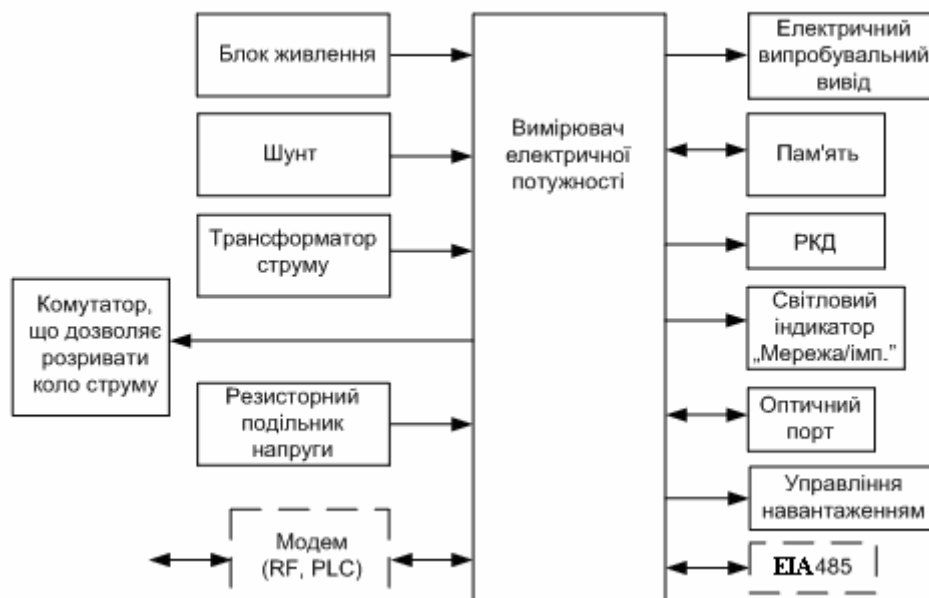 Блок живлення
Шунт
Трансформатор
струму
Комутатор,
що дозволяє
розривати
коло струму
Резисторний
подільник
напруги
Модем
(RF, PLC)
Вимірювач
електричної
потужності
Електричний
випробувальний
вивід
Пам'ять
РКД
Світловий
індикатор
„Мережа/імп.”
Оптичний
порт
Управління
навантаженням
EIA 485